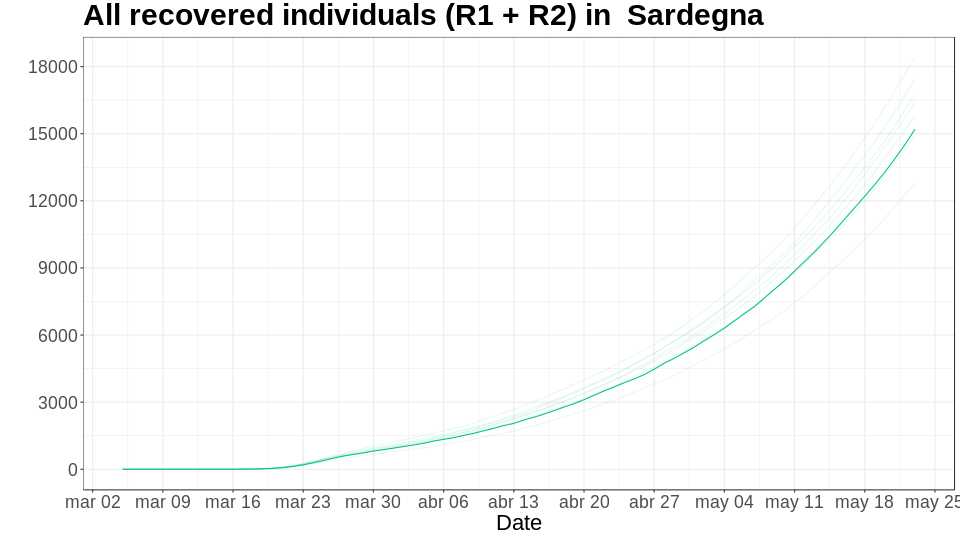 All recovered individuals (R1 + R2) in  Sardegna
18000
15000
12000
9000
6000
3000
0
mar 02 mar 09 mar 16 mar 23 mar 30 abr 06 abr 13 abr 20 abr 27 may 04 may 11 may 18 may 25
Date